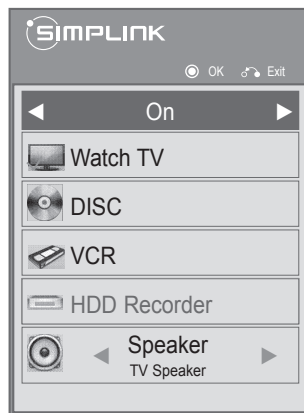 SIMPLINK
OK Exit
On
Watch TV
DISC
VCR
HDD Recorder
Speaker
TV Speaker